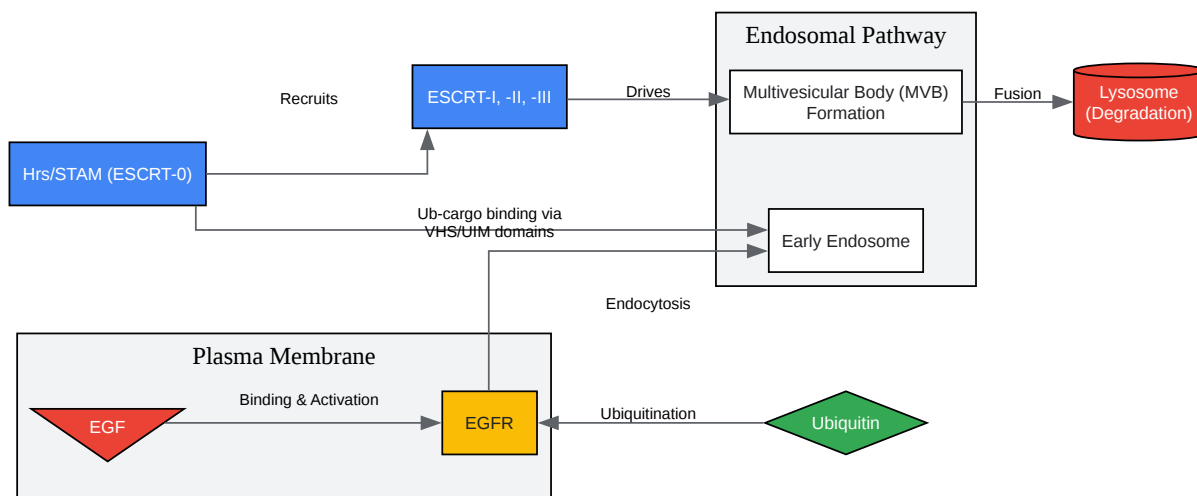 Endosomal Pathway
Recruits
ESCRT-I, -II, -III
Drives
Multivesicular Body (MVB)
Formation
Fusion
Lysosome
(Degradation)
Hrs/STAM (ESCRT-0)
Ub-cargo binding via
VHS/UIM domains
Early Endosome
Endocytosis
Plasma Membrane
EGF
Binding & Activation
EGFR
Ubiquitination
Ubiquitin